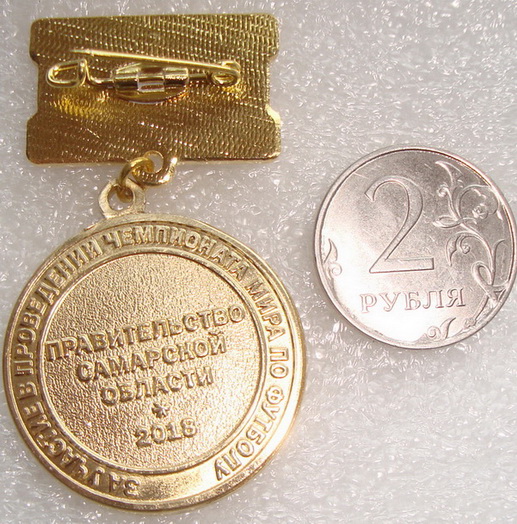 ЗА УЧАСТИЕ В ПРОВЕДЕНИИ ЧЕМПИОНАТА МИРА ПО ФУТБОЛУ
ПРАВИТЕЛЬСТВО
САМАРСКОЙ
ОБЛАСТИ
*
2018
2
РУБЛЯ